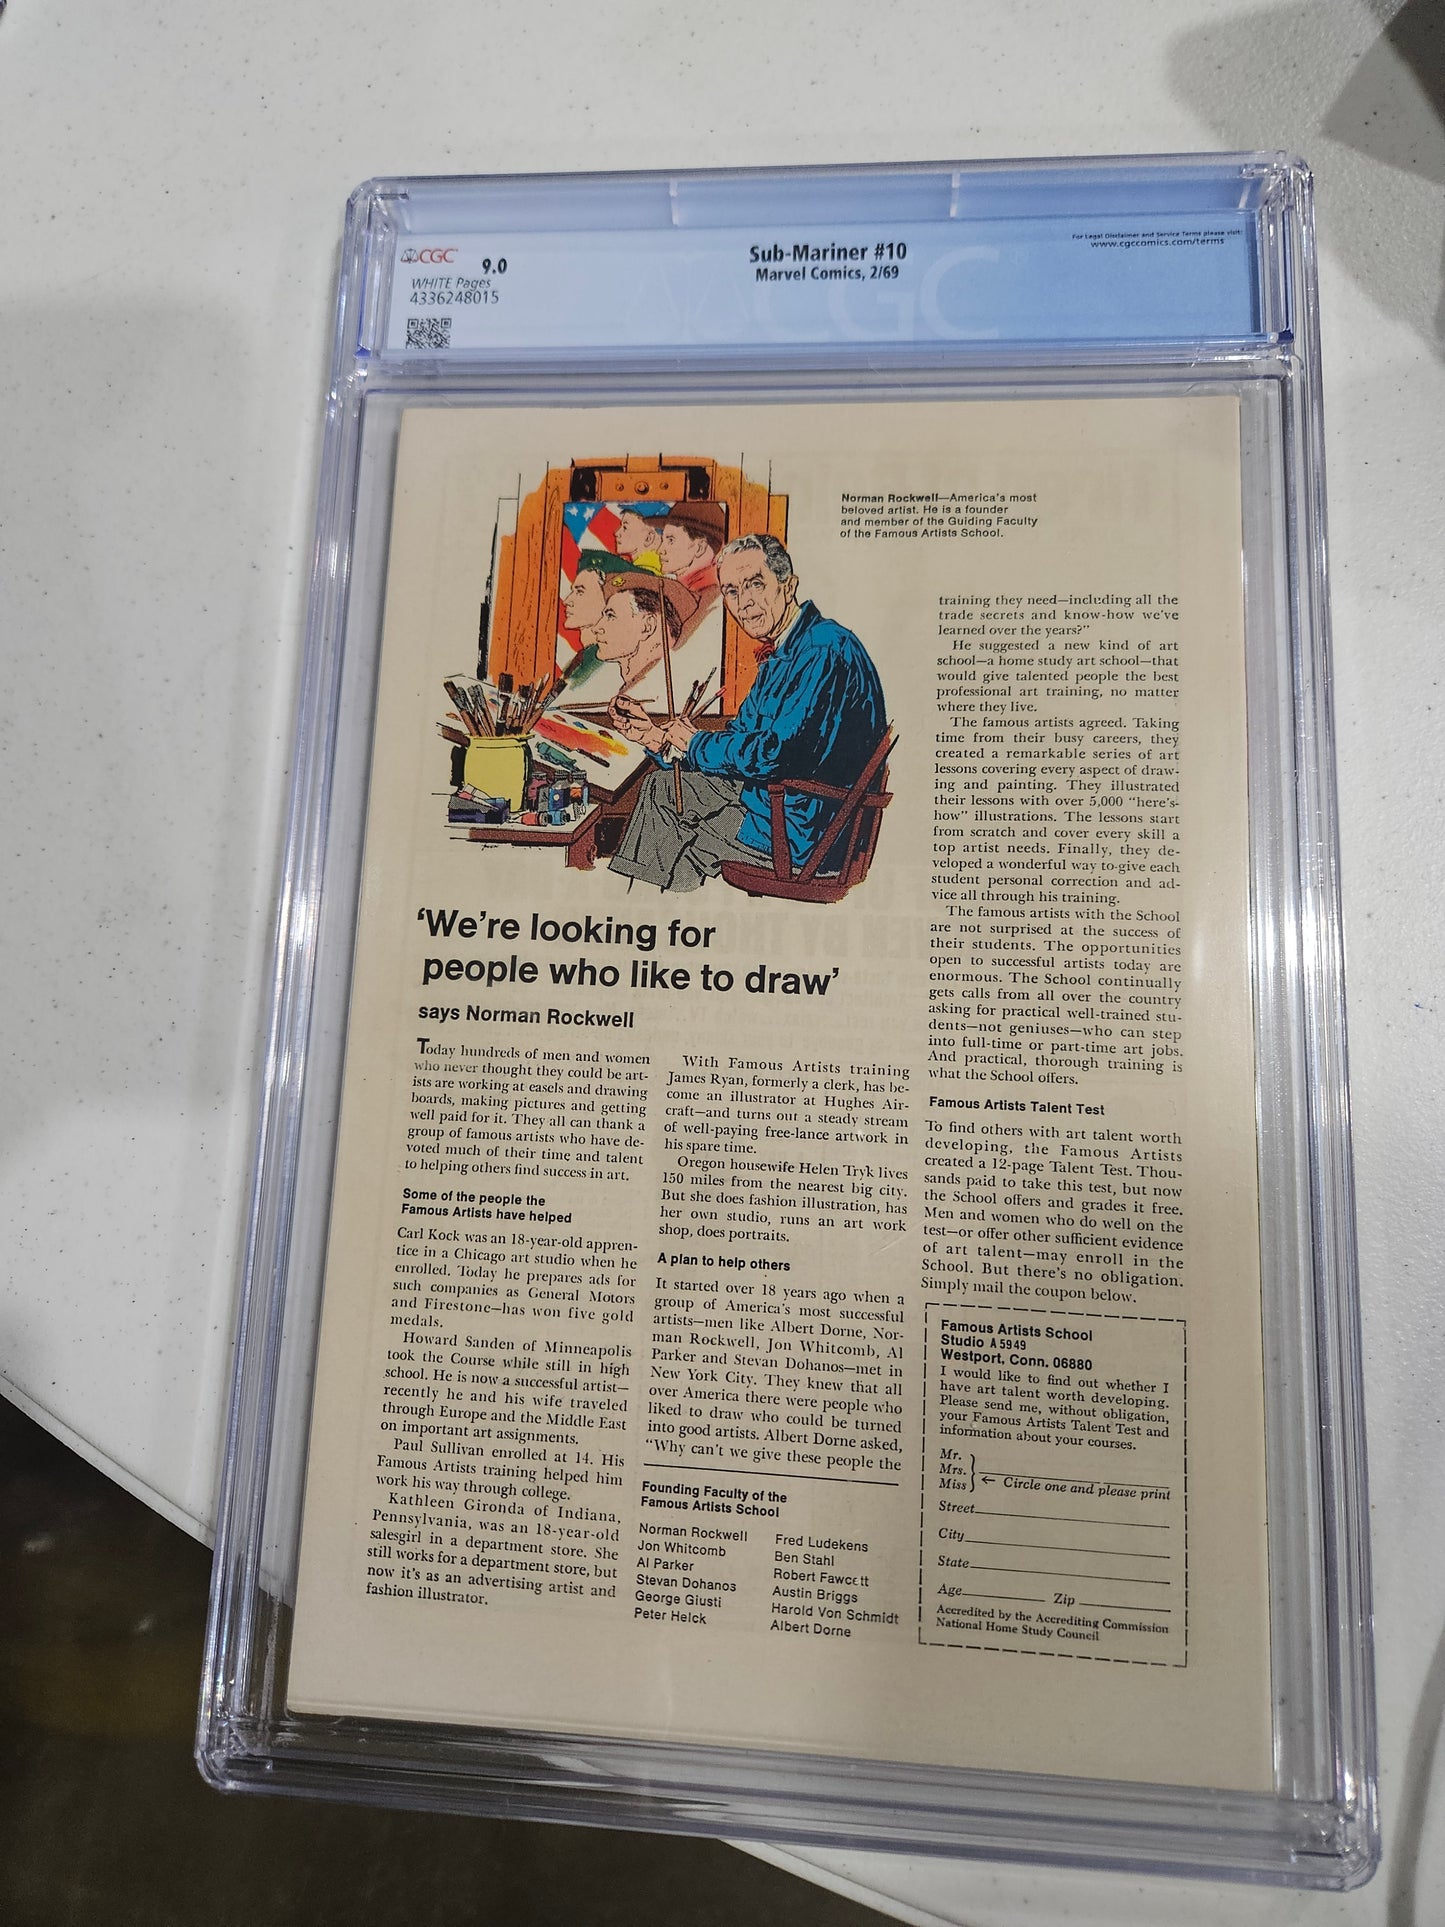 CGC
9.0
WHITE Pages
4336248015
Sub-Mariner #10
Marvel Comics, 2/69
For Legal Disclaimer and Service Terms please visit:
www.cgccomics.com/terms
CGC
Norman Rockwell—America's most
beloved artist. He is a founder
and member of the Guiding Faculty
of the Famous Artists School.
'We're looking for
people who like to draw'
says Norman Rockwell
Today hundreds of men and women
who never thought they could be art-
ists are working at easels and drawing
boards, making pictures and getting
well paid for it. They all can thank a
group of famous artists who have de-
voted much of their time and talent
to helping others find success in art.
Some of the people the
Famous Artists have helped
Carl Kock was an 18-year-old appren-
tice in a Chicago art studio when he
enrolled. Today he prepares ads for
such companies as General Motors
and Firestone—has won five gold
medals.
Howard Sanden of Minneapolis
took the Course while still in high
school. He is now a successful artist—
recently he and his wife traveled
through Europe and the Middle East
on important art assignments.
Paul Sullivan enrolled at 14. His
Famous Artists training helped him
work his way through college.
Kathleen Gironda of Indiana,
Pennsylvania, was an 18-year-old
salesgirl in a department store. She
still works for a department store, but
now it's as an advertising artist and
fashion illustrator.
With Famous Artists training
James Ryan, formerly a clerk, has be-
come an illustrator at Hughes Air-
craft—and turns out a steady stream
of well-paying free-lance artwork in
his spare time.
Oregon housewife Helen Tryk lives
150 miles from the nearest big city.
But she does fashion illustration, has
her own studio, runs an art work
shop, does portraits.
A plan to help others
It started over 18 years ago when a
group of America's most successful
artists—men like Albert Dorne, Nor-
man Rockwell, Jon Whitcomb, Al
Parker and Stevan Dohanos—met in
New York City. They knew that all
over America there were people who
liked to draw who could be turned
into good artists. Albert Dorne asked,
"Why can't we give these people the
Founding Faculty of the
Famous Artists School
Norman Rockwell
Jon Whitcomb
Al Parker
Stevan Dohanos
George Giusti
Peter Helck
Fred Ludekens
Ben Stahl
Robert Fawcett
Austin Briggs
Harold Von Schmidt
Albert Dorne
training they need—including all the
trade secrets and know-how we've
learned over the years?"
He suggested a new kind of art
school—a home study art school—that
would give talented people the best
professional art training, no matter
where they live.
The famous artists agreed. Taking
time from their busy careers, they
created a remarkable series of art
lessons covering every aspect of draw-
ing and painting. They illustrated
their lessons with over 5,000 "here's-
how" illustrations. The lessons start
from scratch and cover every skill a
top artist needs. Finally, they de-
veloped a wonderful way to give each
student personal correction and ad-
vice all through his training.
The famous artists with the School
are not surprised at the success of
their students. The opportunities
open to successful artists today are
enormous. The School continually
gets calls from all over the country
asking for practical well-trained stu-
dents—not geniuses—who can step
into full-time or part-time art jobs.
And practical, thorough training is
what the School offers.
Famous Artists Talent Test
To find others with art talent worth
developing, the Famous Artists
created a 12-page Talent Test. Thou-
sands paid to take this test, but now
the School offers and grades it free.
Men and women who do well on the
test—or offer other sufficient evidence
of art talent—may enroll in the
School. But there's no obligation.
Simply mail the coupon below.
Famous Artists School
Studio A5949
Westport, Conn. 06880
I would like to find out whether I
have art talent worth developing.
Please send me, without obligation,
your Famous Artists Talent Test and
information about your courses.
Mr.
Mrs.
Miss
← Circle one and please print
Street
City
State
Age Zip
Accredited by the Accrediting Commission
National Home Study Council